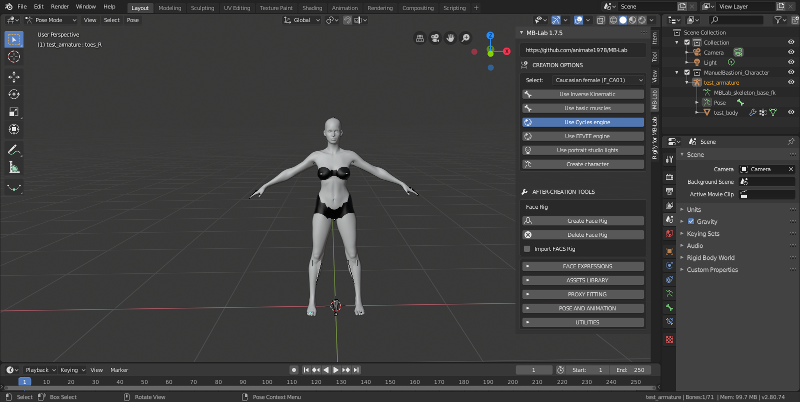 File Edit Render Window Help Layout Modeling Sculpting UV Editing Texture Paint Shading Animation Rendering Compositing Scripting Scene View Layer
Pose Mode View Select Pose Global
User Perspective
(1) test_armature : toes_R
Z
X
MB-Lab 1.7.5
https://github.com/animate1978/MB-Lab
CREATION OPTIONS
Select: Caucasian female (F_CA01)
Use Inverse Kinematic
Use basic muscles
Use Cycles engine
Use EEVEE engine
Use portrait studio lights
Create character
AFTER-CREATION TOOLS
Face Rig
Create Face Rig
Delete Face Rig
Import FACS Rig
FACE EXPRESSIONS
ASSETS LIBRARY
PROXY FITTING
POSE AND ANIMATION
UTILITIES
Item
Tool
View
MB-Lab
Rigify for MB-Lab
Scene Collection
Collection
Camera
Light
ManuelBastioni_Character
test_armature
MBLab_skeleton_base_fk
Pose
test_body
Scene
Scene
Camera Camera
Background Scene
Active Movie Clip
Units
Gravity
Keying Sets
Audio
Rigid Body World
Custom Properties
Playback Keying View Marker 1 Start: 1 End: 250
1 10 20 30 40 50 60 70 80 90 100 110 120 130 140 150 160 170 180 190 200 210 220 230 240 250
Select Box Select Rotate View Pose Context Menu test_armature | Bones:1/71 | Mem: 99.7 MB | v2.80.74